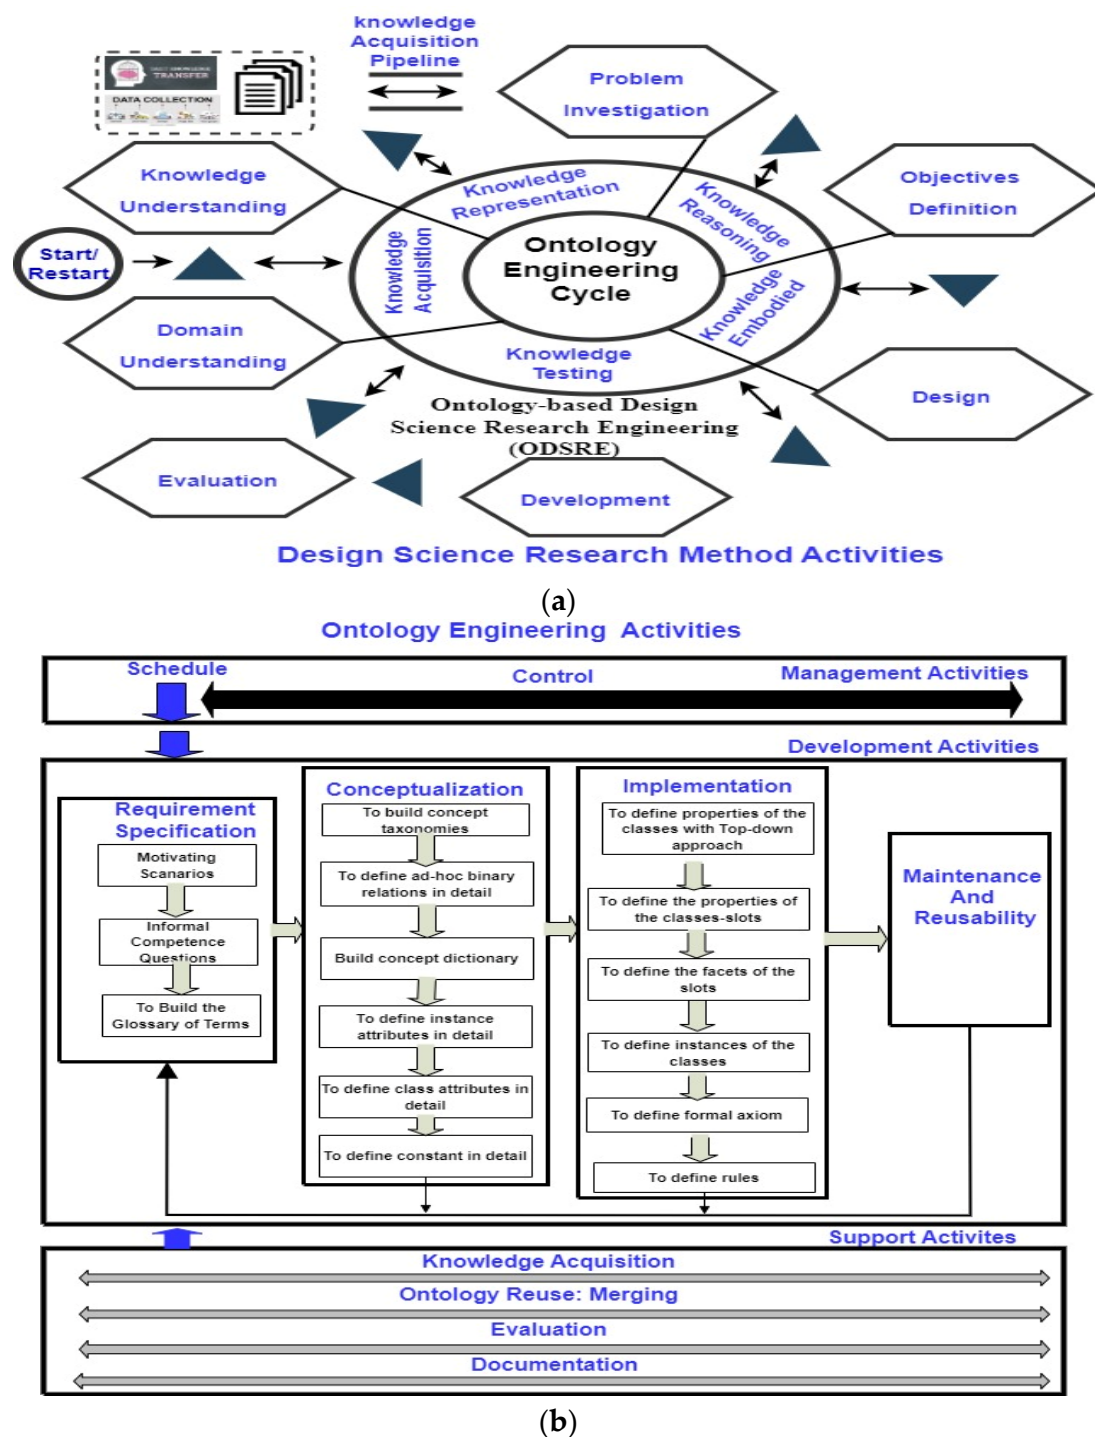 knowledge
Acquisition
Pipeline
TRANSFER
DATA COLLECTION
Problem
Investigation
Knowledge
Understanding
Knowledge
Representation
Knowledge
Reasoning
Objectives
Definition
Start/
Restart
Knowledge
Acquisition
Ontology
Engineering
Cycle
Knowledge
Embodied
Domain
Understanding
Knowledge
Testing
Design
Ontology-based Design
Science Research Engineering
(ODSRE)
Evaluation
Development
Design Science Research Method Activities
(a)
Ontology Engineering Activities
Schedule
Control
Management Activities
Development Activities
Requirement
Specification
Motivating
Scanarios
Informal
Competence
Questions
To Build the
Glossary of Terms
Conceptualization
To build concept
taxonomies
To define ad-hoc binary
relations in detail
Build concept dictionary
To define instance
attributes in detail
To define class attributes in
detail
To define constant in detail
Implementation
To define properties of the
classes with Top-down
approach
To define the properties of
the classes-slots
To define the facets of the
slots
To define instances of the
classes
To define formal axiom
To define rules
Maintenance
And
Reusability
Support Activites
Knowledge Acquisition
Ontology Reuse: Merging
Evaluation
Documentation
(b)